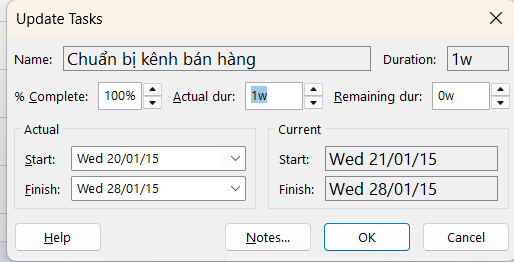 Update Tasks
Name: Chuẩn bị kênh bán hàng Duration: 1w
% Complete: 100% Actual dur: 1w Remaining dur: 0w
Actual Current
Start: Wed 20/01/15 Start: Wed 21/01/15
Finish: Wed 28/01/15 Finish: Wed 28/01/15
Help Notes... OK Cancel